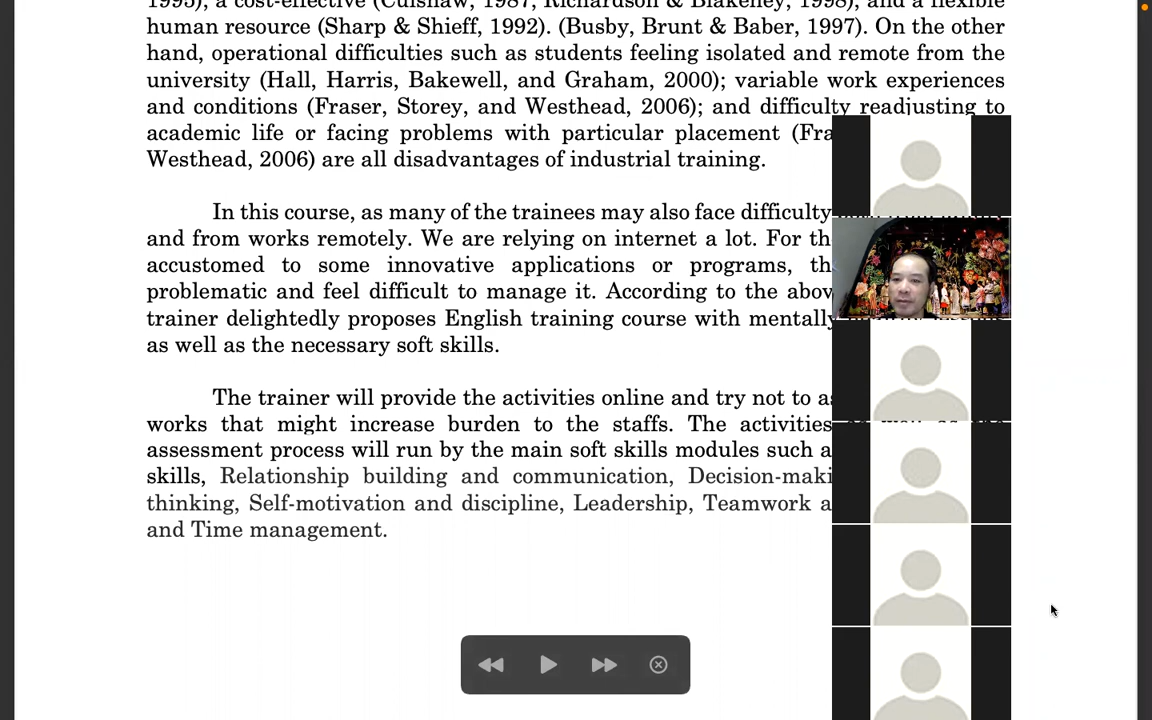 1995), a cost-effective (Culshaw, 1987; Richardson & Blakeney, 1998), and a flexible
human resource (Sharp & Shieff, 1992). (Busby, Brunt & Baber, 1997). On the other
hand, operational difficulties such as students feeling isolated and remote from the
university (Hall, Harris, Bakewell, and Graham, 2000); variable work experiences
and conditions (Fraser, Storey, and Westhead, 2006); and difficulty readjusting to
academic life or facing problems with particular placement (Fra
Westhead, 2006) are all disadvantages of industrial training.
In this course, as many of the trainees may also face difficulty
and from works remotely. We are relying on internet a lot. For th
accustomed to some innovative applications or programs, th
problematic and feel difficult to manage it. According to the abov
trainer delightedly proposes English training course with mentally
as well as the necessary soft skills.
The trainer will provide the activities online and try not to as
works that might increase burden to the staffs. The activities
assessment process will run by the main soft skills modules such a
skills, Relationship building and communication, Decision-maki
thinking, Self-motivation and discipline, Leadership, Teamwork a
and Time management.